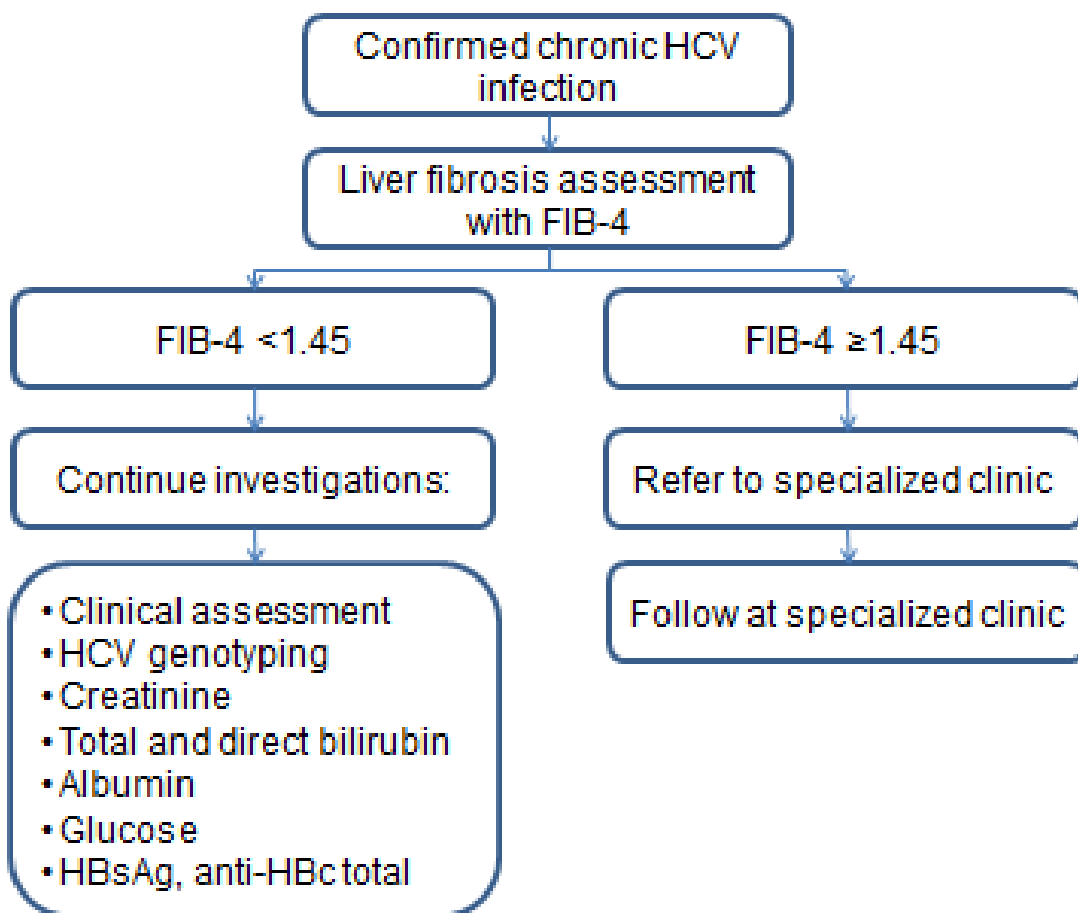 Confirmed chronic HCV
infection
Liver fibrosis assessment
with FIB-4
FIB-4 <1.45
FIB-4 ≥1.45
Continue investigations:
Refer to specialized clinic
• Clinical assessment
• HCV genotyping
• Creatinine
• Total and direct bilirubin
• Albumin
• Glucose
• HBsAg, anti-HBc total
Follow at specialized clinic